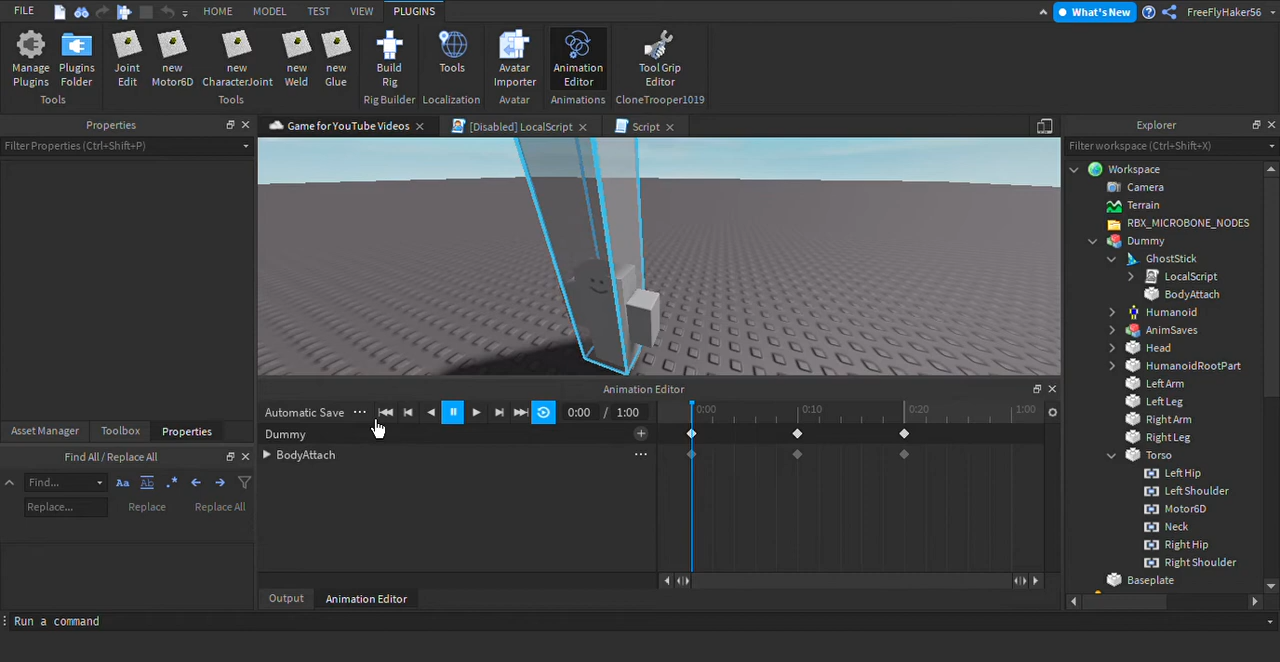 FILE HOME MODEL TEST VIEW PLUGINS What's New FreeFlyHaker56
Manage Plugins
Plugins Folder
Joint Edit
new Motor6D
new CharacterJoint
new Weld
new Glue
Build Rig
Tools
Avatar Importer
Animation Editor
Tool Grip Editor
Tools Tools Rig Builder Localization Avatar Animations CloneTrooper1019
Properties
Filter Properties (Ctrl+Shift+P)
Asset Manager Toolbox Properties
Find All / Replace All
Find... Aa Ab
Replace... Replace Replace All
Game for YouTube Videos [Disabled] LocalScript Script
Animation Editor
Automatic Save 0:00 / 1:00 0:00 0:10 0:20 1:00
Dummy
BodyAttach
Output Animation Editor
Explorer
Filter workspace (Ctrl+Shift+X)
Workspace
Camera
Terrain
RBX_MICROBONE_NODES
Dummy
GhostStick
LocalScript
BodyAttach
Humanoid
AnimSaves
Head
HumanoidRootPart
Left Arm
Left Leg
Right Arm
Right Leg
Torso
Left Hip
Left Shoulder
Motor6D
Neck
Right Hip
Right Shoulder
Baseplate
Run a command